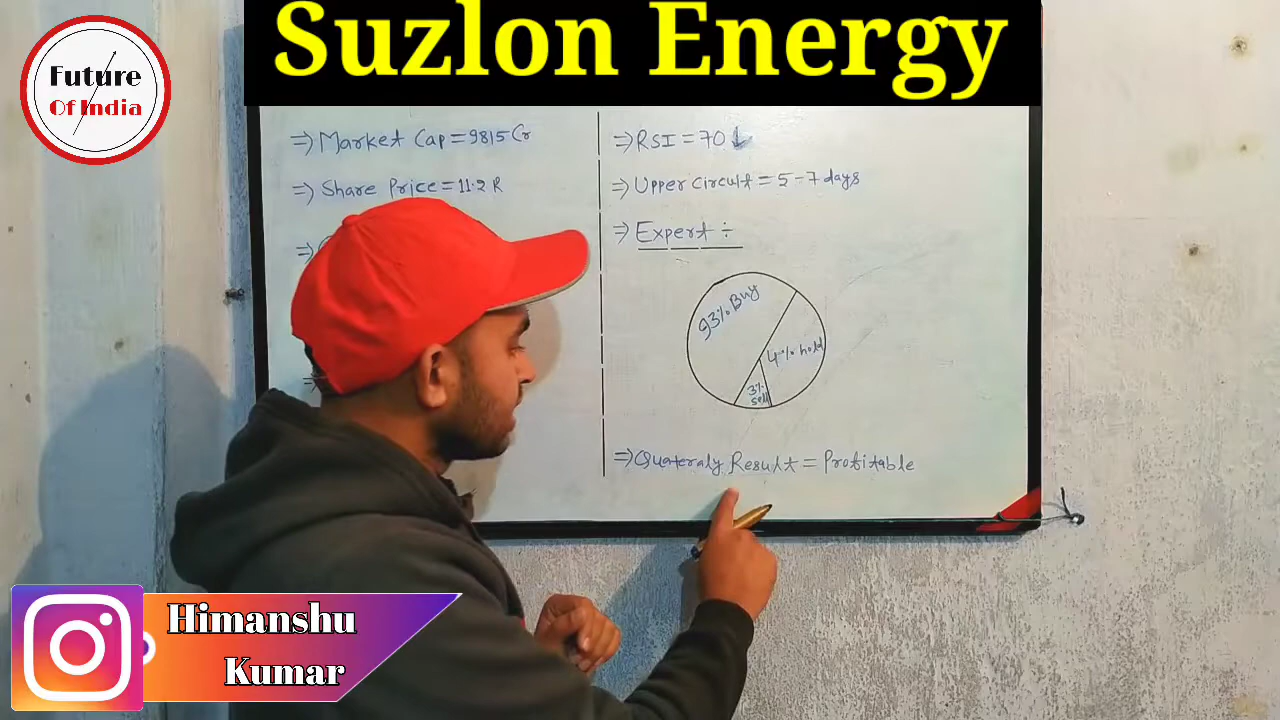 Suzlon Energy
Future
Of India
⇒ Market Cap = 9815 Cr
⇒ Share Price = 11.2 R
⇒ RSI = 70 ↓
⇒ Upper circuit = 5-7 days
⇒ Expert ÷
93% Buy
4% hold
3%
sell
⇒ Quateraly Result = Profitable
Himanshu
Kumar